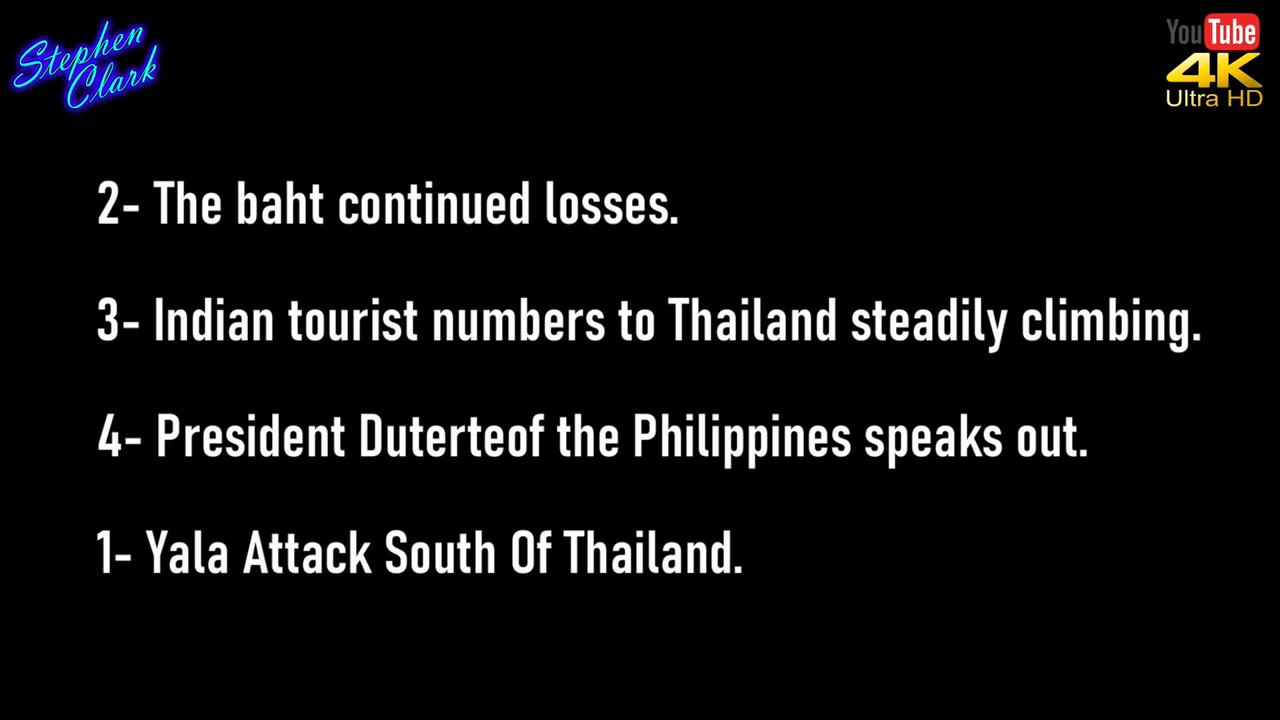 Stephen
Clark
YouTube
4K
Ultra HD
2- The baht continued losses.
3- Indian tourist numbers to Thailand steadily climbing.
4- President Duterteof the Philippines speaks out.
1- Yala Attack South Of Thailand.